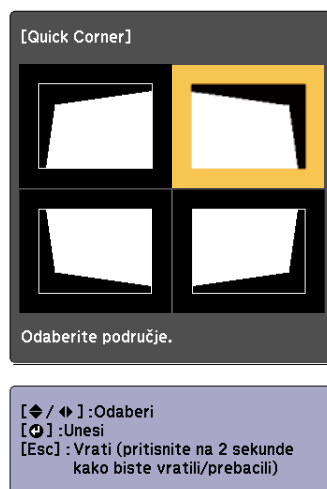 [Quick Corner]
Odaberite područje.
[◆/◆] :Odaberi
[↵] :Unesi
[Esc] : Vrati (pritisnite na 2 sekunde
kako biste vratili/prebacili)